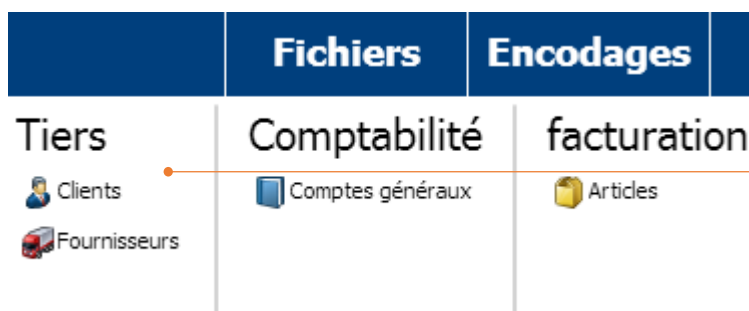 Fichiers Encodages
Tiers Comptabilité facturation
Clients Comptes généraux Articles
Fournisseurs